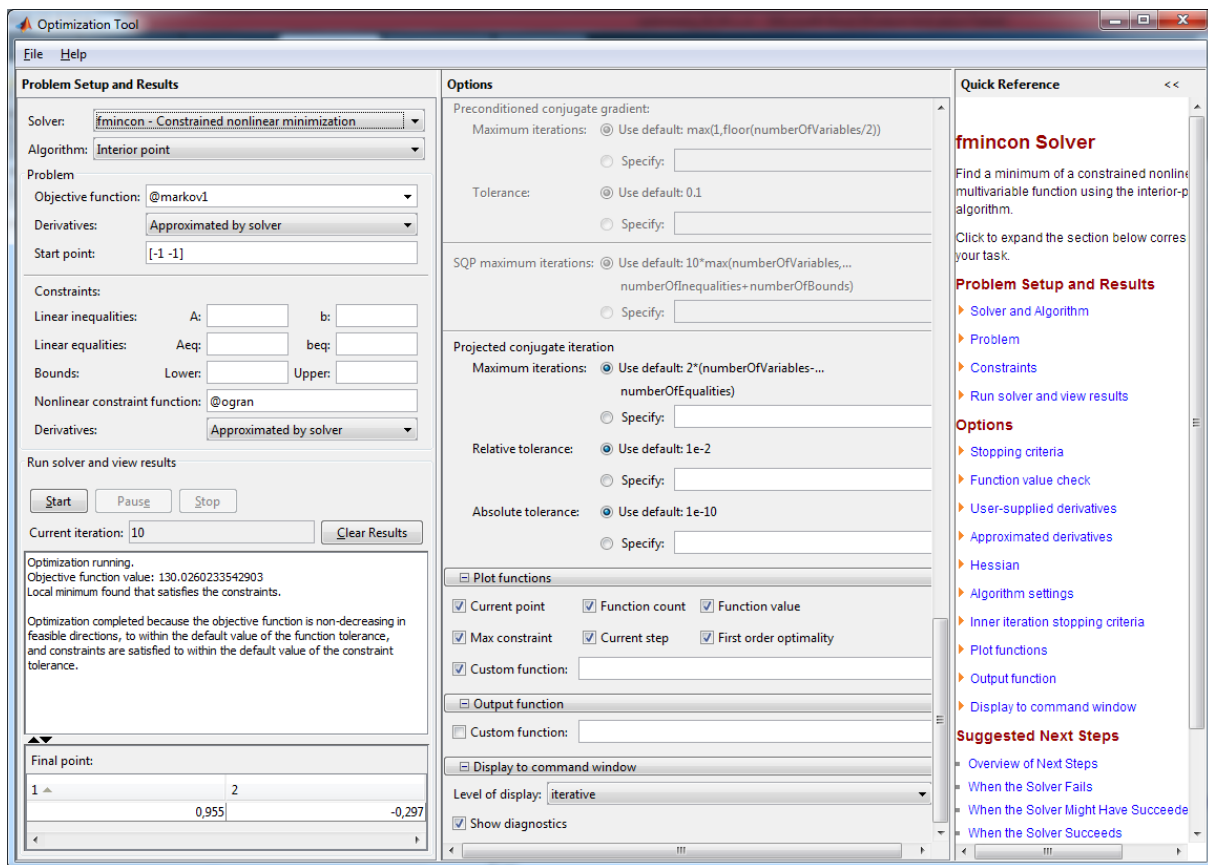 Optimization Tool
File Help
Problem Setup and Results
Solver: fmincon - Constrained nonlinear minimization
Algorithm: Interior point
Problem
Objective function: @markov1
Derivatives: Approximated by solver
Start point: [-1 -1]
Constraints:
Linear inequalities: A: b:
Linear equalities: Aeq: beq:
Bounds: Lower: Upper:
Nonlinear constraint function: @ogran
Derivatives: Approximated by solver
Run solver and view results
Start Pause Stop
Current iteration: 10 Clear Results
Optimization running.
Objective function value: 130.0260233542903
Local minimum found that satisfies the constraints.
Optimization completed because the objective function is non-decreasing in
feasible directions, to within the default value of the function tolerance,
and constraints are satisfied to within the default value of the constraint
tolerance.
Final point:
1 2
0,955 -0,297
Options
Preconditioned conjugate gradient:
Maximum iterations: Use default: max(1,floor(numberOfVariables/2))
Specify:
Tolerance: Use default: 0.1
Specify:
SQP maximum iterations: Use default: 10*max(numberOfVariables,...
numberOfInequalities+numberOfBounds)
Specify:
Projected conjugate iteration
Maximum iterations: Use default: 2*(numberOfVariables-...
numberOfEqualities)
Specify:
Relative tolerance: Use default: 1e-2
Specify:
Absolute tolerance: Use default: 1e-10
Specify:
Plot functions
Current point Function count Function value
Max constraint Current step First order optimality
Custom function:
Output function
Custom function:
Display to command window
Level of display: iterative
Show diagnostics
Quick Reference <<
fmincon Solver
Find a minimum of a constrained nonline
multivariable function using the interior-p
algorithm.
Click to expand the section below corres
your task.
Problem Setup and Results
Solver and Algorithm
Problem
Constraints
Run solver and view results
Options
Stopping criteria
Function value check
User-supplied derivatives
Approximated derivatives
Hessian
Algorithm settings
Inner iteration stopping criteria
Plot functions
Output function
Display to command window
Suggested Next Steps
Overview of Next Steps
When the Solver Fails
When the Solver Might Have Succeede
When the Solver Succeeds